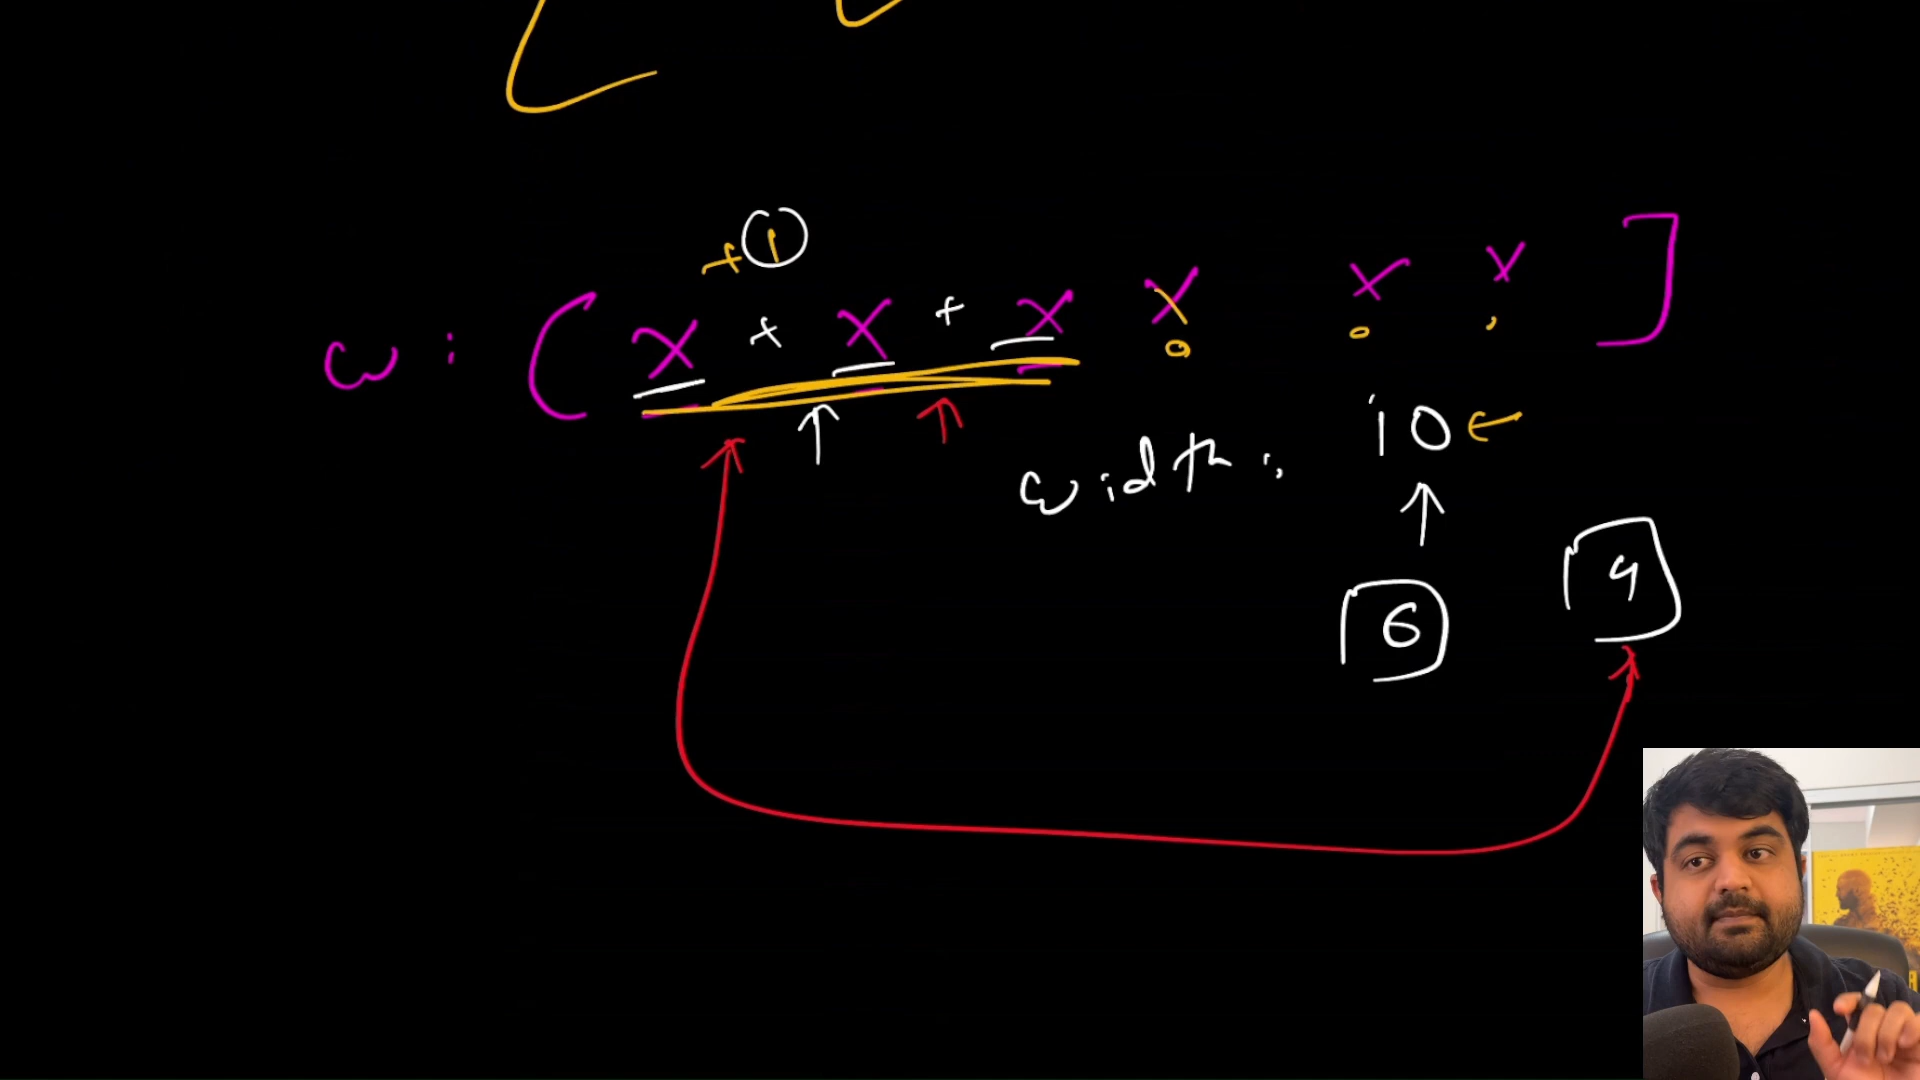 +1
w : [ x + x + x x x x ]
width : 10 ←
6 4